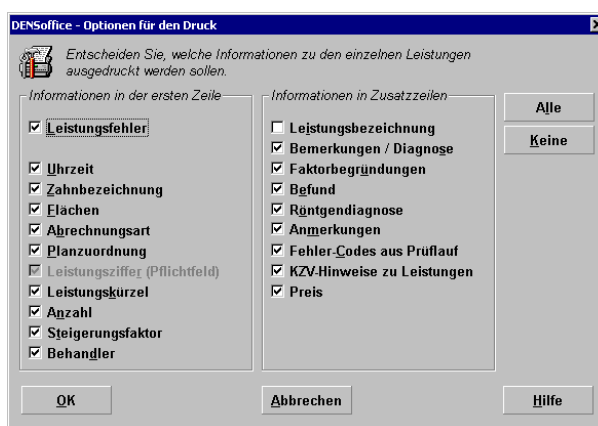 DENSoffice - Optionen für den Druck
Entscheiden Sie, welche Informationen zu den einzelnen Leistungen
ausgedruckt werden sollen.
Informationen in der ersten Zeile
Leistungsfehler
Uhrzeit
Zahnbezeichnung
Flächen
Abrechnungsart
Planzuordnung
Leistungsziffer (Pflichtfeld)
Leistungskürzel
Anzahl
Steigerungsfaktor
Behandler
Informationen in Zusatzzeilen
Leistungsbezeichnung
Bemerkungen / Diagnose
Faktorbegründungen
Befund
Röntgendiagnose
Anmerkungen
Fehler-Codes aus Prüflauf
KZV-Hinweise zu Leistungen
Preis
Alle
Keine
OK
Abbrechen
Hilfe